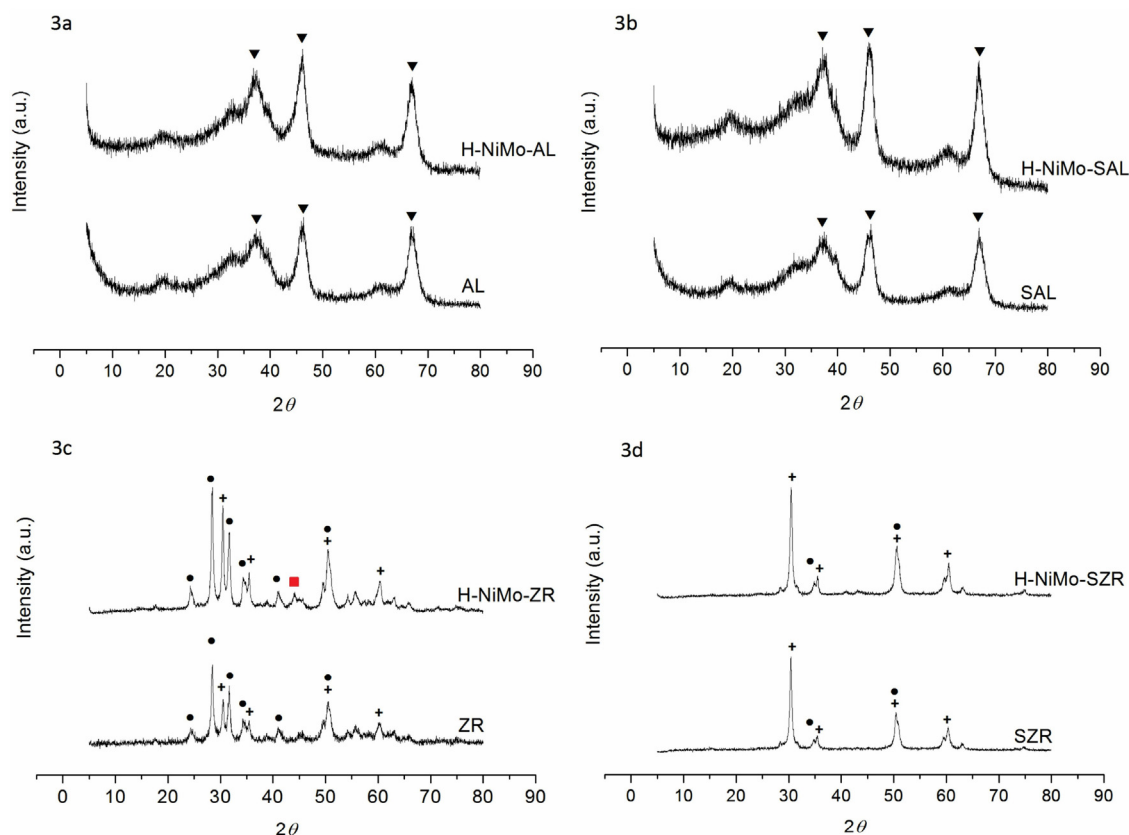 3a
Intensity (a.u.)
H-NiMo-AL
AL
0 10 20 30 40 50 60 70 80 90
2θ
3b
Intensity (a.u.)
H-NiMo-SAL
SAL
0 10 20 30 40 50 60 70 80 90
2θ
3c
Intensity (a.u.)
H-NiMo-ZR
ZR
0 10 20 30 40 50 60 70 80 90
2θ
3d
Intensity (a.u.)
H-NiMo-SZR
SZR
0 10 20 30 40 50 60 70 80 90
2θ